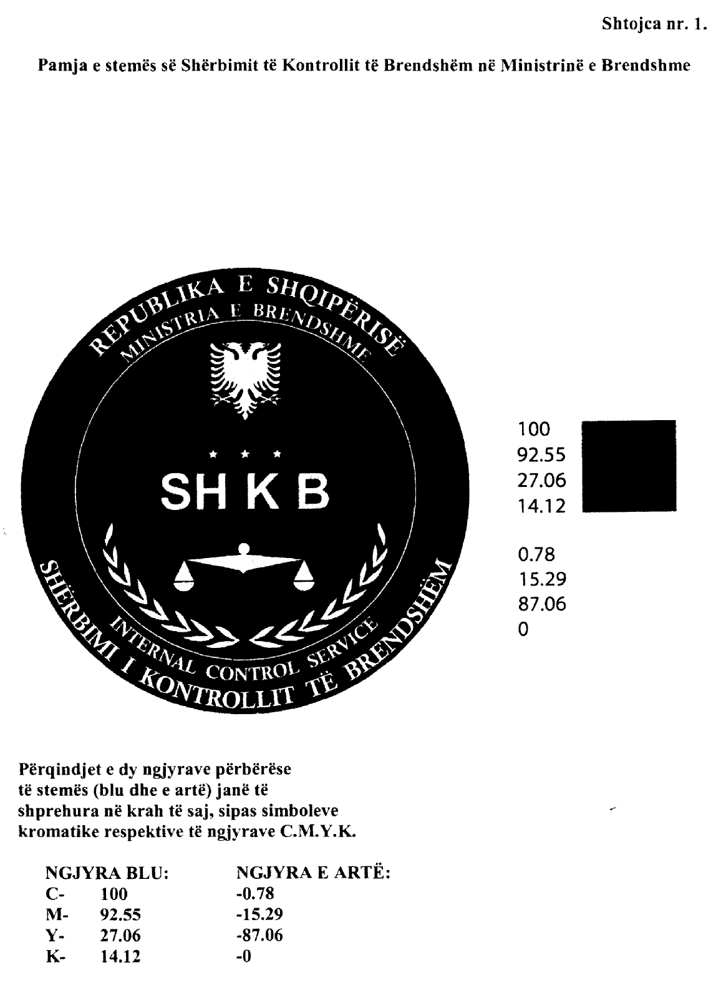 Shtojca nr. 1.
Pamja e stemës së Shërbimit të Kontrollit të Brendshëm në Ministrinë e Brendshme
REPUBLIKA E SHQIPËRISË
MINISTRIA E BRENDSHME
SH K B
INTERNAL CONTROL SERVICE
SHËRBIMI I KONTROLLIT TË BRENDSHËM
100
92.55
27.06
14.12
0.78
15.29
87.06
0
Përqindjet e dy ngjyrave përbërëse
të stemës (blu dhe e artë) janë të
shprehura në krah të saj, sipas simboleve
kromatike respektive të ngjyrave C.M.Y.K.
NGJYRA BLU: NGJYRA E ARTË:
C- 100 -0.78
M- 92.55 -15.29
Y- 27.06 -87.06
K- 14.12 -0